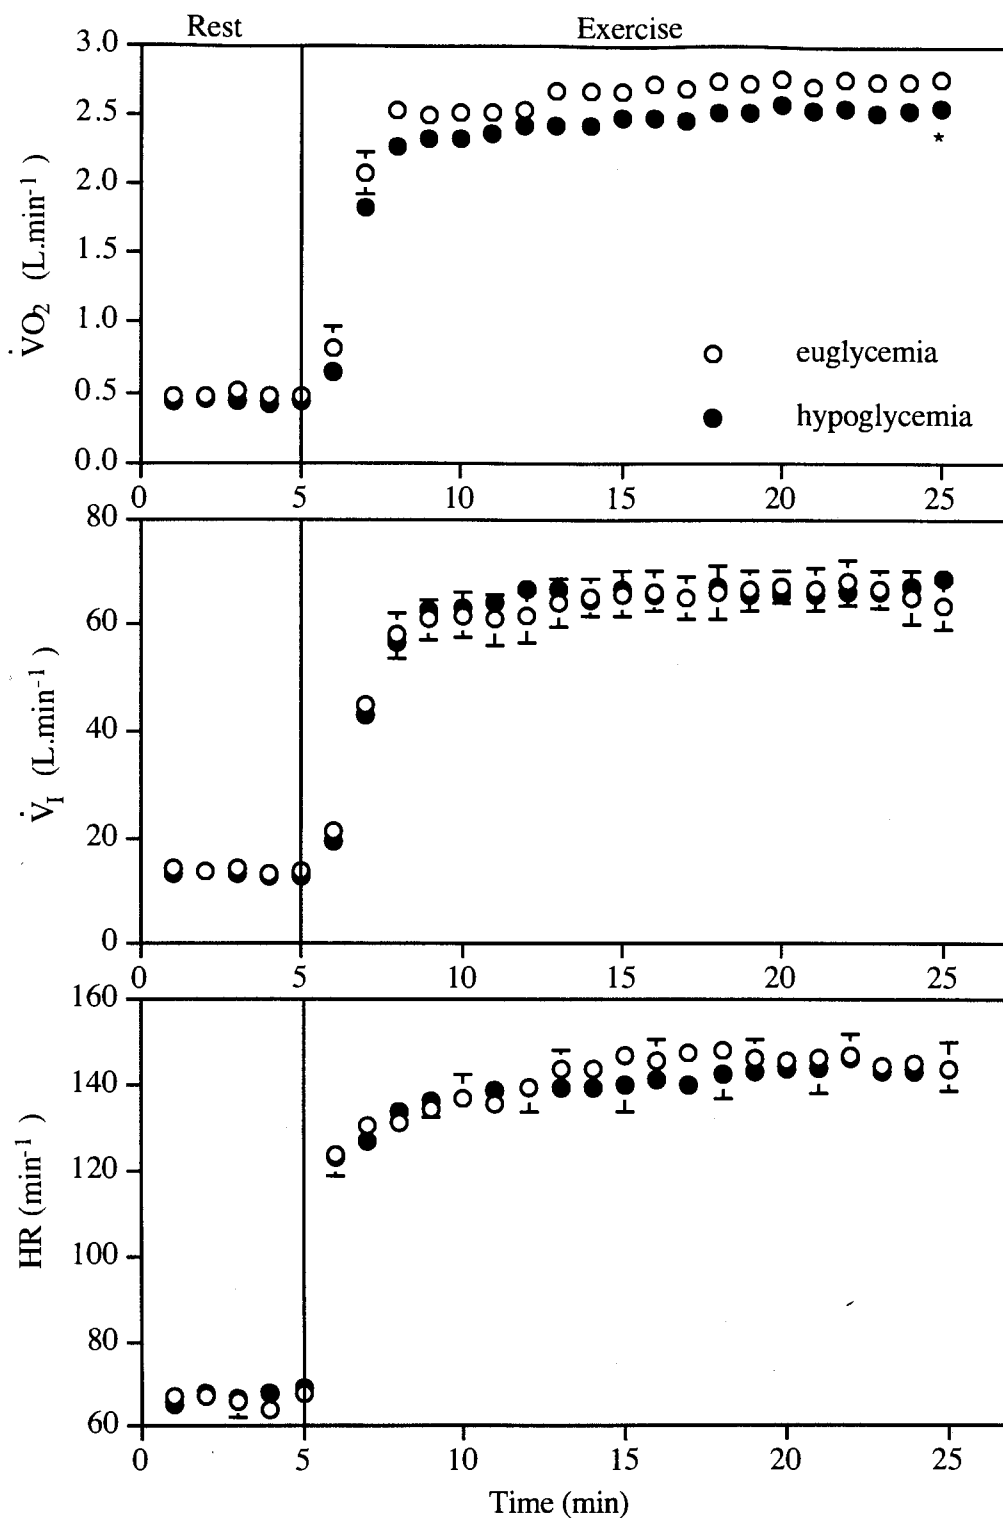 Rest Exercise
3.0
2.5
2.0
1.5
1.0
0.5
0.0
V̇O₂ (L.min⁻¹)
euglycemia
hypoglycemia
*
0 5 10 15 20 25
80
60
40
20
0
V̇I (L.min⁻¹)
0 5 10 15 20 25
160
140
120
100
80
60
HR (min⁻¹)
0 5 10 15 20 25
Time (min)